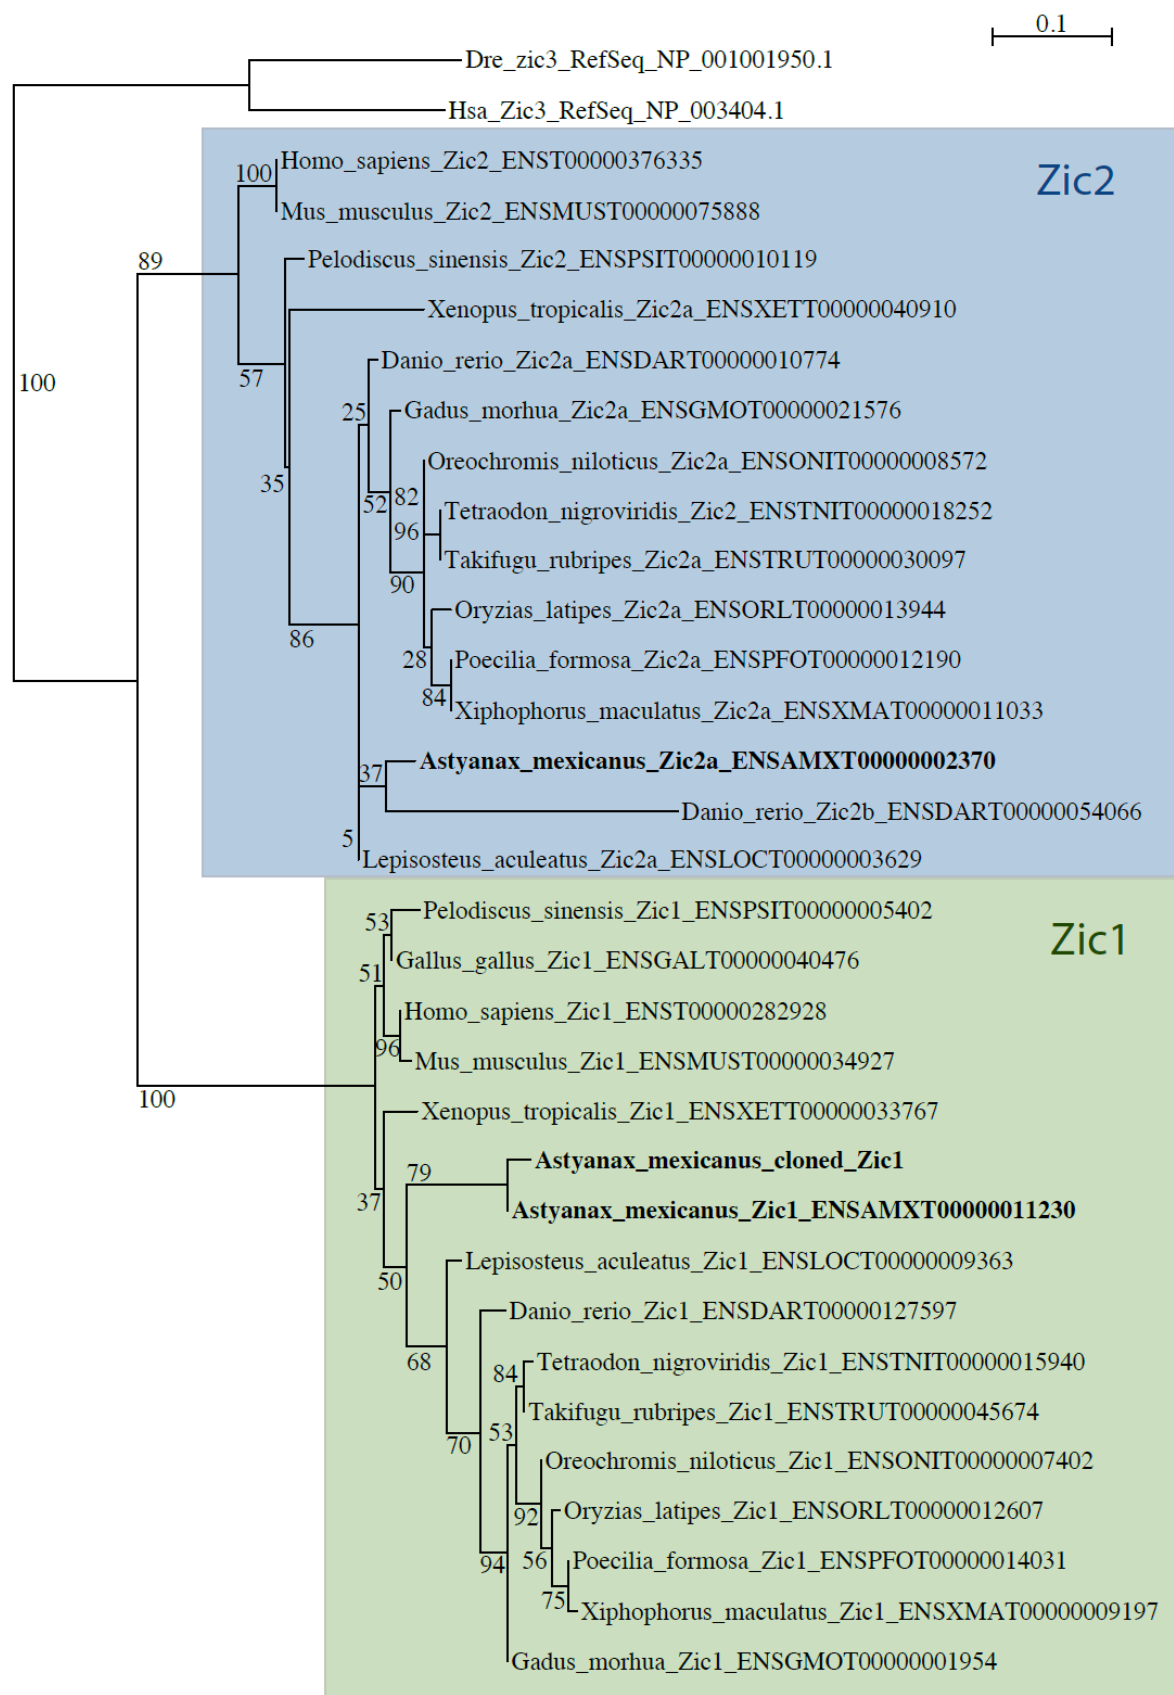 0.1
Dre_zic3_RefSeq_NP_001001950.1
Hsa_Zic3_RefSeq_NP_003404.1
Homo_sapiens_Zic2_ENST00000376335
100
Zic2
Mus_musculus_Zic2_ENSMUST00000075888
89
Pelodiscus_sinensis_Zic2_ENSPSIT00000010119
Xenopus_tropicalis_Zic2a_ENSXETT00000040910
Danio_rerio_Zic2a_ENSDART00000010774
57
100
25
Gadus_morhua_Zic2a_ENSGMOT00000021576
Oreochromis_niloticus_Zic2a_ENSONIT00000008572
35
52
82
Tetraodon_nigroviridis_Zic2_ENSTNIT00000018252
96
Takifugu_rubripes_Zic2a_ENSTRUT00000030097
90
Oryzias_latipes_Zic2a_ENSORLT00000013944
86
28
Poecilia_formosa_Zic2a_ENSPFOT00000012190
84
Xiphophorus_maculatus_Zic2a_ENSXMAT00000011033
Astyanax_mexicanus_Zic2a_ENSAMXT00000002370
37
Danio_rerio_Zic2b_ENSDART00000054066
5
Lepisosteus_aculeatus_Zic2a_ENSLOCT00000003629
Pelodiscus_sinensis_Zic1_ENSPSIT00000005402
53
Zic1
Gallus_gallus_Zic1_ENSGALT00000040476
51
Homo_sapiens_Zic1_ENST00000282928
96
Mus_musculus_Zic1_ENSMUST00000034927
100
Xenopus_tropicalis_Zic1_ENSXETT00000033767
Astyanax_mexicanus_cloned_Zic1
79
37
Astyanax_mexicanus_Zic1_ENSAMXT00000011230
Lepisosteus_aculeatus_Zic1_ENSLOCT00000009363
50
Danio_rerio_Zic1_ENSDART00000127597
68
Tetraodon_nigroviridis_Zic1_ENSTNIT00000015940
84
Takifugu_rubripes_Zic1_ENSTRUT00000045674
53
70
Oreochromis_niloticus_Zic1_ENSONIT00000007402
Oryzias_latipes_Zic1_ENSORLT00000012607
92
56
94
Poecilia_formosa_Zic1_ENSPFOT00000014031
75
Xiphophorus_maculatus_Zic1_ENSXMAT00000009197
Gadus_morhua_Zic1_ENSGMOT00000001954